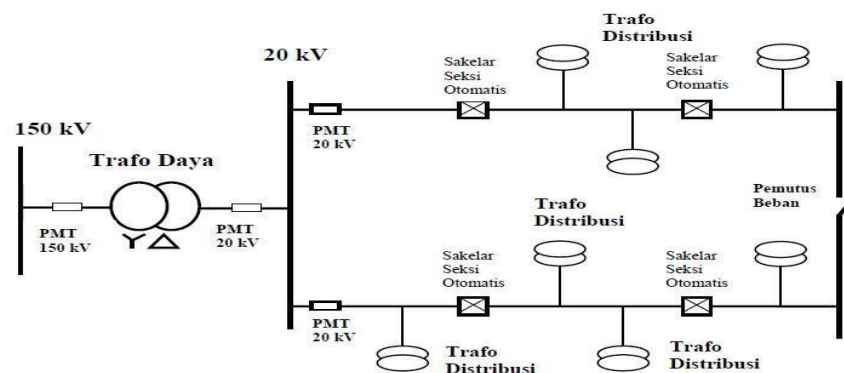 Trafo
Distribusi
20 kV
Sakelar
Seksi
Otomatis
Sakelar
Seksi
Otomatis
150 kV
PMT
20 kV
Trafo Daya
Trafo
Distribusi
Pemutus
Beban
PMT
150 kV
PMT
20 kV
Sakelar
Seksi
Otomatis
Sakelar
Seksi
Otomatis
PMT
20 kV
Trafo
Distribusi
Trafo
Distribusi